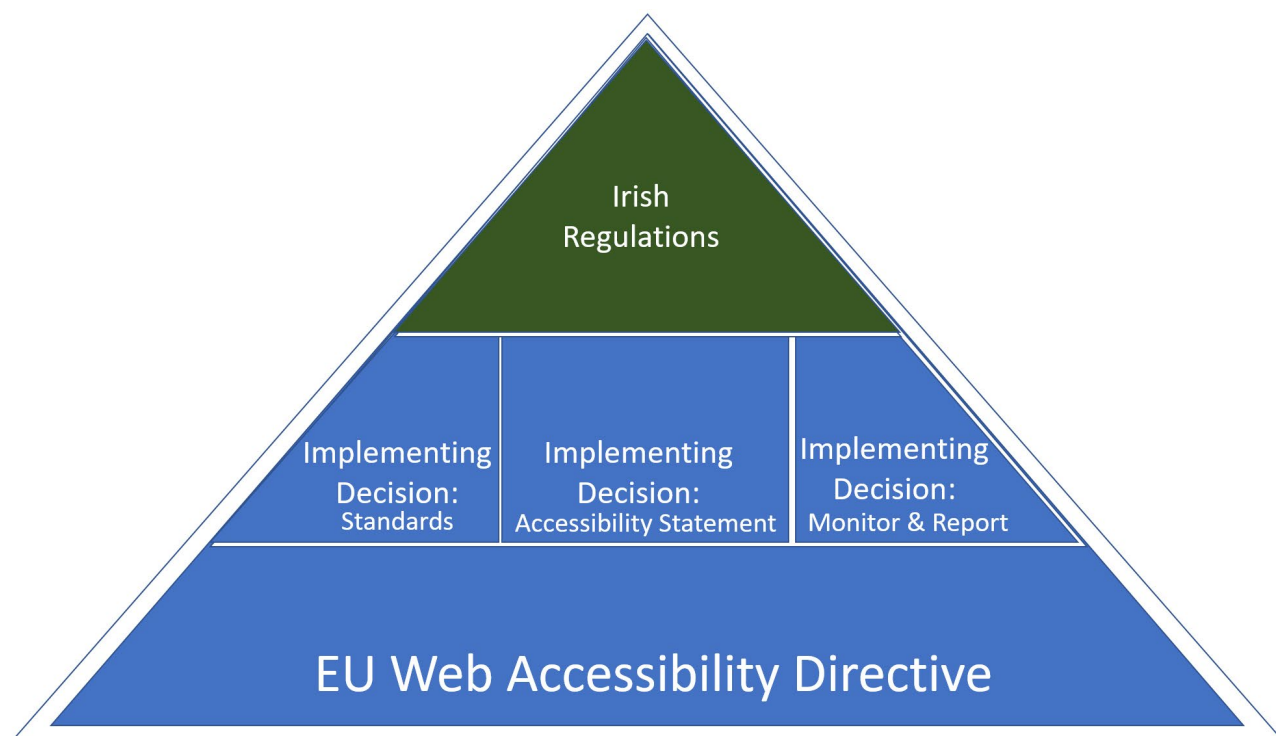 Irish
Regulations
Implementing
Decision:
Standards
Implementing
Decision:
Accessibility Statement
Implementing
Decision:
Monitor & Report
EU Web Accessibility Directive